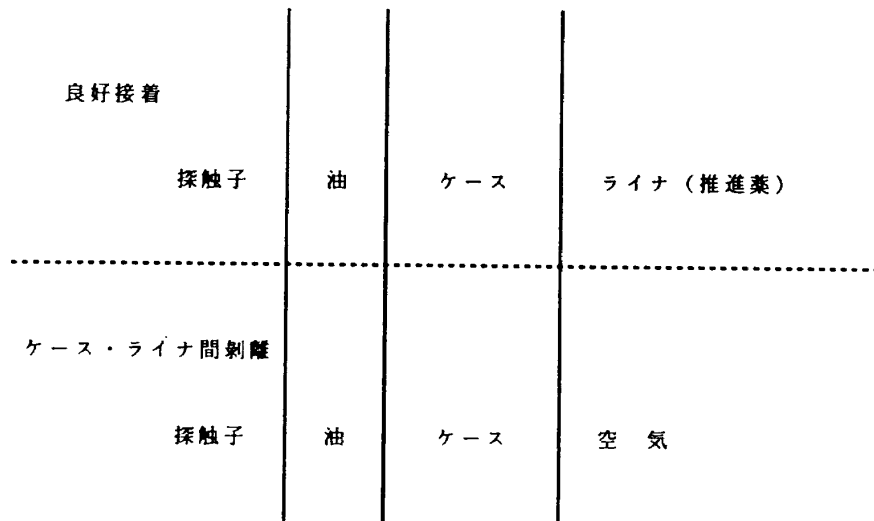 良好接着
探触子 油 ケース ライナ（推進薬）
ケース・ライナ間剝離
探触子 油 ケース 空気